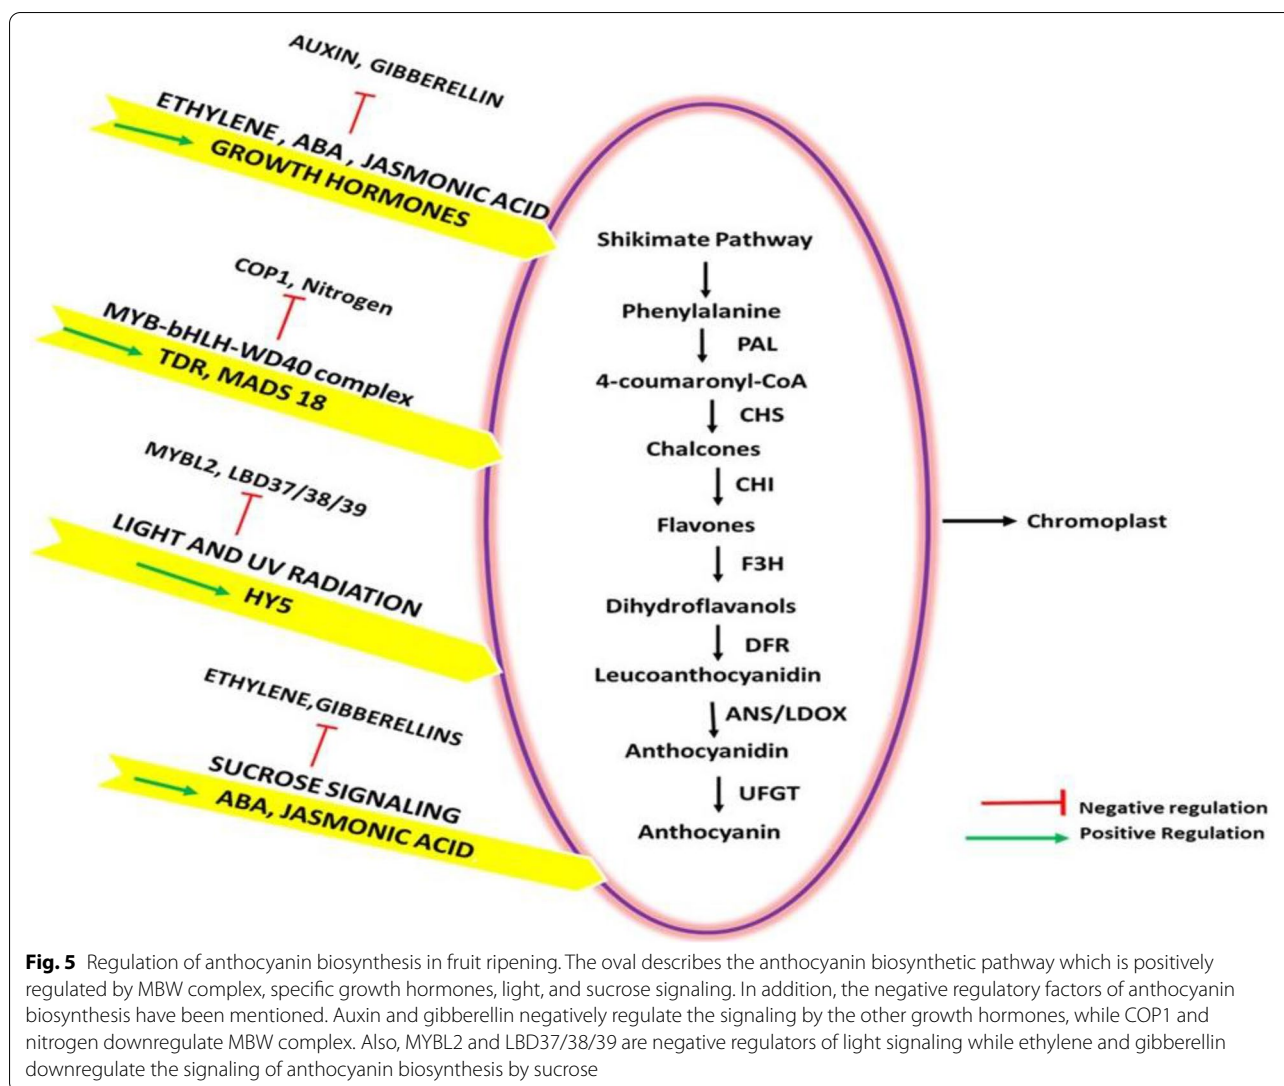 AUXIN, GIBBERELLIN
ETHYLENE, ABA, JASMONIC ACID
GROWTH HORMONES
COP1, Nitrogen
MYB-bHLH-WD40 complex
TDR, MADS 18
MYBL2, LBD37/38/39
LIGHT AND UV RADIATION
HY5
ETHYLENE,GIBBERELLINS
SUCROSE SIGNALING
ABA, JASMONIC ACID
Shikimate Pathway
Phenylalanine
PAL
4-coumaronyl-CoA
CHS
Chalcones
CHI
Flavones
F3H
Dihydroflavanols
DFR
Leucoanthocyanidin
ANS/LDOX
Anthocyanidin
UFGT
Anthocyanin
Chromoplast
Negative regulation
Positive Regulation
Fig. 5 Regulation of anthocyanin biosynthesis in fruit ripening. The oval describes the anthocyanin biosynthetic pathway which is positively
regulated by MBW complex, specific growth hormones, light, and sucrose signaling. In addition, the negative regulatory factors of anthocyanin
biosynthesis have been mentioned. Auxin and gibberellin negatively regulate the signaling by the other growth hormones, while COP1 and
nitrogen downregulate MBW complex. Also, MYBL2 and LBD37/38/39 are negative regulators of light signaling while ethylene and gibberellin
downregulate the signaling of anthocyanin biosynthesis by sucrose